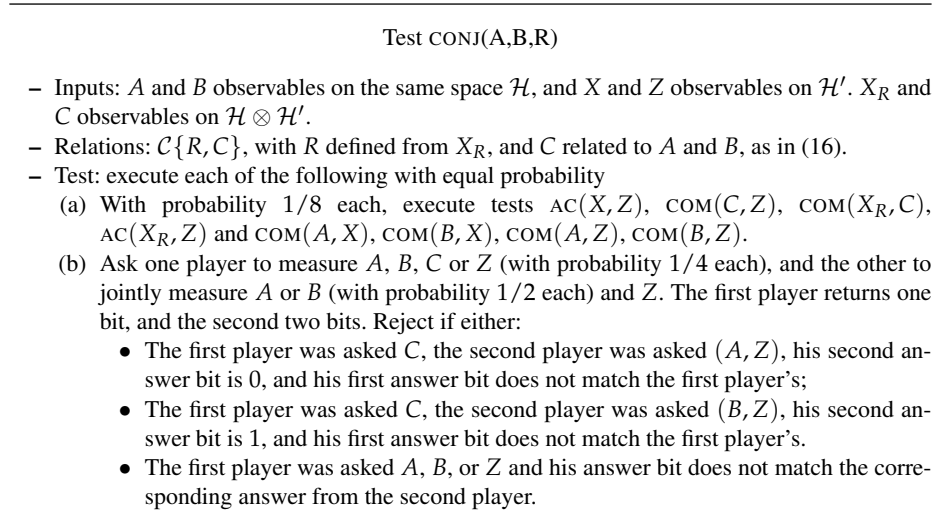 Test CONJ(A,B,R)
– Inputs: A and B observables on the same space ℋ, and X and Z observables on ℋ′. X_R and
C observables on ℋ ⊗ ℋ′.
– Relations: 𝒞{R, C}, with R defined from X_R, and C related to A and B, as in (16).
– Test: execute each of the following with equal probability
(a) With probability 1/8 each, execute tests AC(X, Z), COM(C, Z), COM(X_R, C),
AC(X_R, Z) and COM(A, X), COM(B, X), COM(A, Z), COM(B, Z).
(b) Ask one player to measure A, B, C or Z (with probability 1/4 each), and the other to
jointly measure A or B (with probability 1/2 each) and Z. The first player returns one
bit, and the second two bits. Reject if either:
• The first player was asked C, the second player was asked (A, Z), his second an-
swer bit is 0, and his first answer bit does not match the first player's;
• The first player was asked C, the second player was asked (B, Z), his second an-
swer bit is 1, and his first answer bit does not match the first player's.
• The first player was asked A, B, or Z and his answer bit does not match the corre-
sponding answer from the second player.